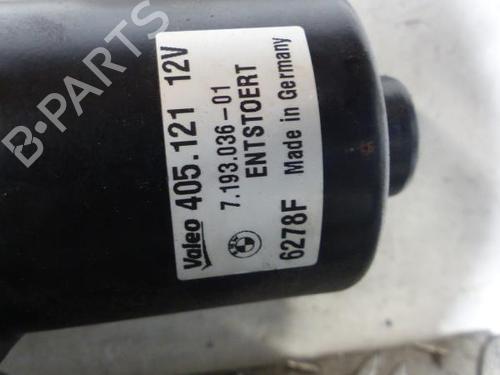 B-PARTS
Valeo 405.121 12V
7.193.036-01
ENTSTOERT
6278F Made in Germany